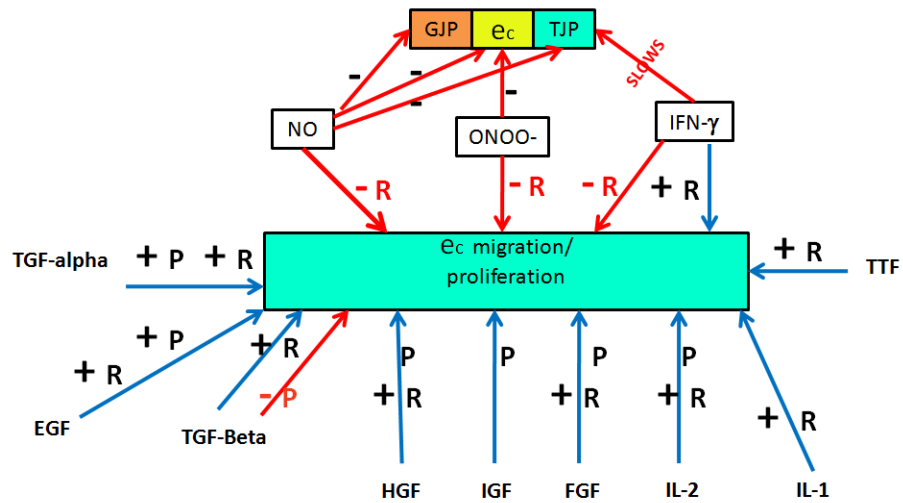 GJP ec TJP
- - - - SLOWS
NO ONOO- IFN-γ
- R - R - R + R
ec migration/
proliferation
TGF-alpha + P + R
+ R TTF
+ P
+ R
EGF
+ R
- P
TGF-Beta
P P P P
+ R + R + R + R
HGF IGF FGF IL-2 IL-1